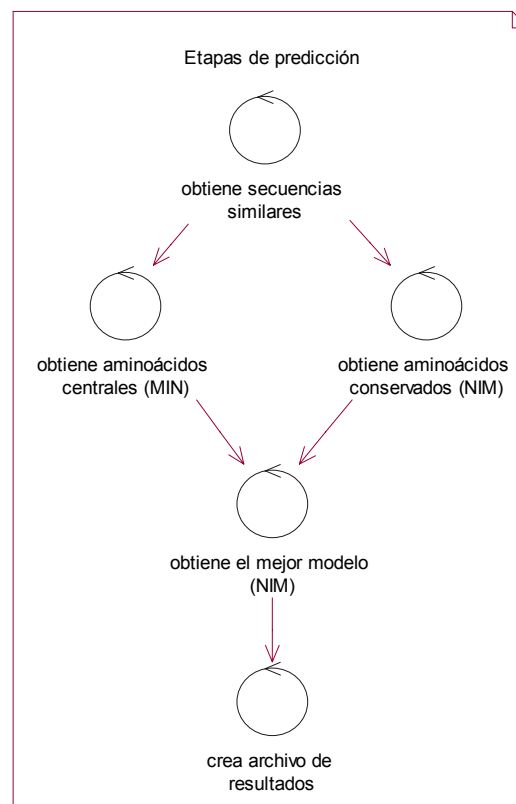 Etapas de predicción
obtiene secuencias
similares
obtiene aminoácidos
centrales (MIN)
obtiene aminoácidos
conservados (NIM)
obtiene el mejor modelo
(NIM)
crea archivo de
resultados